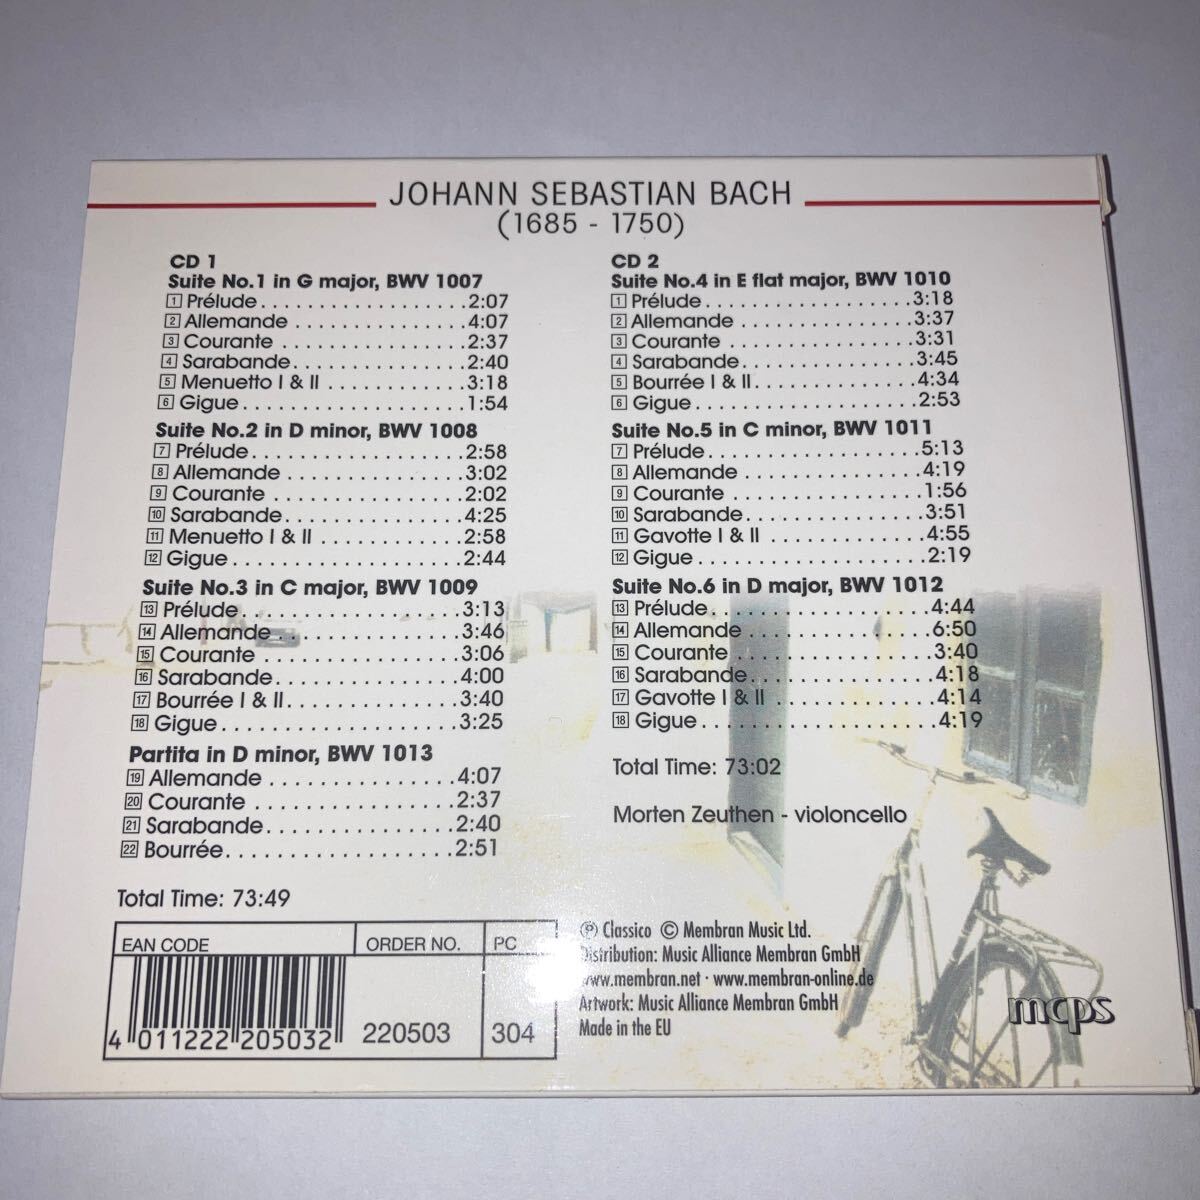 JOHANN SEBASTIAN BACH
(1685 - 1750)
CD 1
Suite No.1 in G major, BWV 1007
1 Prélude....................2:07
2 Allemande ................4:07
3 Courante .................2:37
4 Sarabande................2:40
5 Menuetto I & II .............3:18
6 Gigue.....................1:54
Suite No.2 in D minor, BWV 1008
7 Prélude....................2:58
8 Allemande ................3:02
9 Courante .................2:02
10 Sarabande................4:25
11 Menuetto I & II .............2:58
12 Gigue.....................2:44
Suite No.3 in C major, BWV 1009
13 Prélude....................3:13
14 Allemande ................3:46
15 Courante .................3:06
16 Sarabande................4:00
17 Bourrée I & II...............3:40
18 Gigue.....................3:25
Partita in D minor, BWV 1013
19 Allemande ................4:07
20 Courante .................2:37
21 Sarabande................2:40
22 Bourrée....................2:51
Total Time: 73:49
CD 2
Suite No.4 in E flat major, BWV 1010
1 Prélude....................3:18
2 Allemande ................3:37
3 Courante .................3:31
4 Sarabande................3:45
5 Bourrée I & II...............4:34
6 Gigue.....................2:53
Suite No.5 in C minor, BWV 1011
7 Prélude....................5:13
8 Allemande ................4:19
9 Courante .................1:56
10 Sarabande................3:51
11 Gavotte I & II ..............4:55
12 Gigue.....................2:19
Suite No.6 in D major, BWV 1012
13 Prélude....................4:44
14 Allemande ................6:50
15 Courante .................3:40
16 Sarabande................4:18
17 Gavotte I & II ..............4:14
18 Gigue.....................4:19
Total Time: 73:02
Morten Zeuthen - violoncello
EAN CODE
ORDER NO.
PC
4 011222 205032
220503
304
℗ Classico © Membran Music Ltd.
Distribution: Music Alliance Membran GmbH
www.membran.net · www.membran-online.de
Artwork: Music Alliance Membran GmbH
Made in the EU
mcps